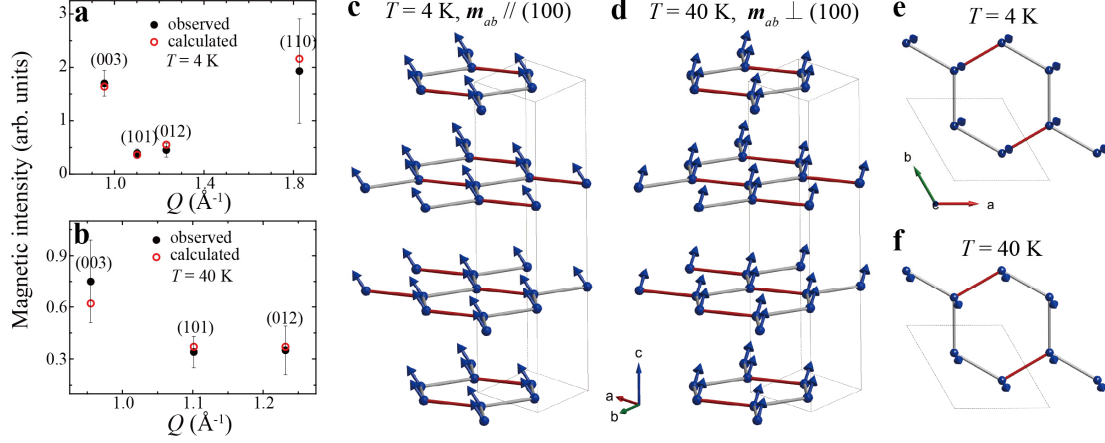 a
3
2
1
0
(003)
(101)
(012)
(110)
observed
calculated
T = 4 K
1.0
1.4
1.8
Q (Å⁻¹)
Magnetic intensity (arb. units)
b
0.9
0.6
0.3
(003)
(101)
(012)
observed
calculated
T = 40 K
1.0
1.1
1.2
Q (Å⁻¹)
c T = 4 K, m_ab // (100)
d T = 40 K, m_ab ⊥ (100)
c
a
b
e
T = 4 K
b
c
a
f
T = 40 K